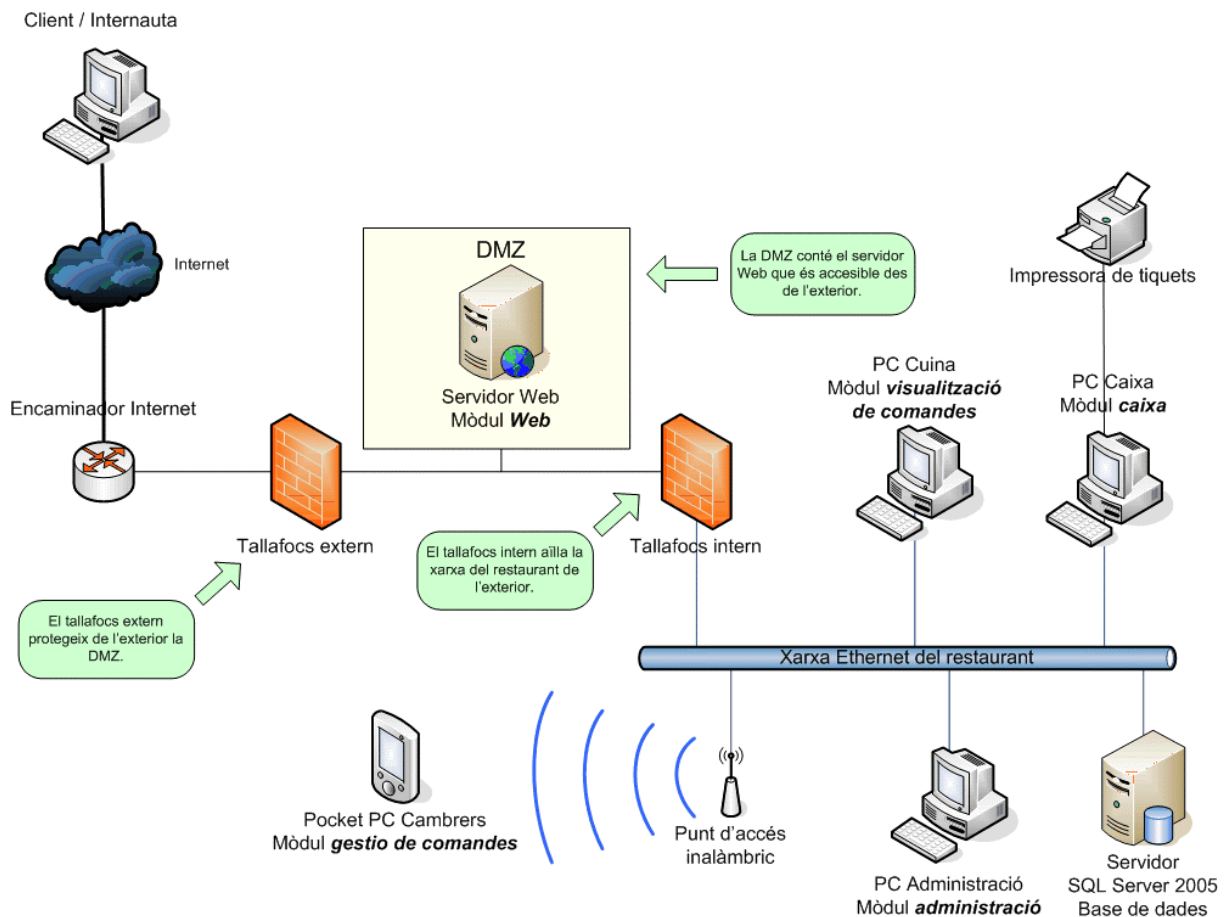 Client / Internauta
Internet
Encaminador Internet
DMZ
Servidor Web
Mòdul Web
La DMZ conté el servidor
Web que és accesible des
de l'exterior.
Impressora de tiquets
PC Cuina
Mòdul visualització
de comandes
PC Caixa
Mòdul caixa
Tallafocs extern
El tallafocs intern aïlla la
xarxa del restaurant de
l'exterior.
Tallafocs intern
El tallafocs extern
protegeix de l'exterior la
DMZ.
Xarxa Ethernet del restaurant
Pocket PC Cambrers
Mòdul gestio de comandes
Punt d'accés
inalàmbric
PC Administració
Mòdul administració
Servidor
SQL Server 2005
Base de dades